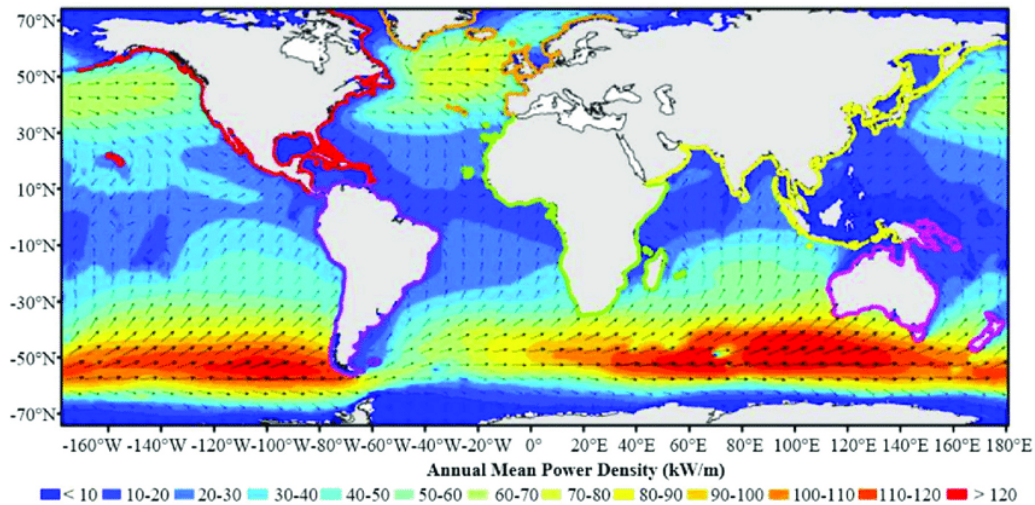 70°N
50°N
30°N
10°N
-10°N
-30°N
-50°N
-70°N
-160°W-140°W-120°W-100°W-80°W-60°W-40°W-20°W 0° 20°E 40°E 60°E 80°E 100°E 120°E 140°E 160°E 180°E
Annual Mean Power Density (kW/m)
< 10 10-20 20-30 30-40 40-50 50-60 60-70 70-80 80-90 90-100 100-110 110-120 > 120